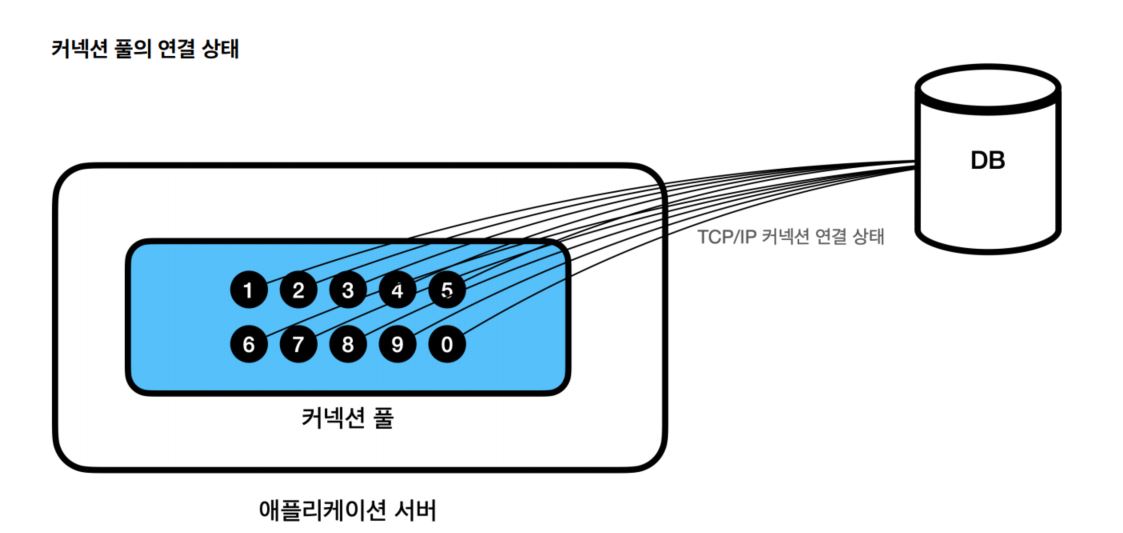 커넥션 풀의 연결 상태
DB
TCP/IP 커넥션 연결 상태
1 2 3 4 5
6 7 8 9 0
커넥션 풀
애플리케이션 서버